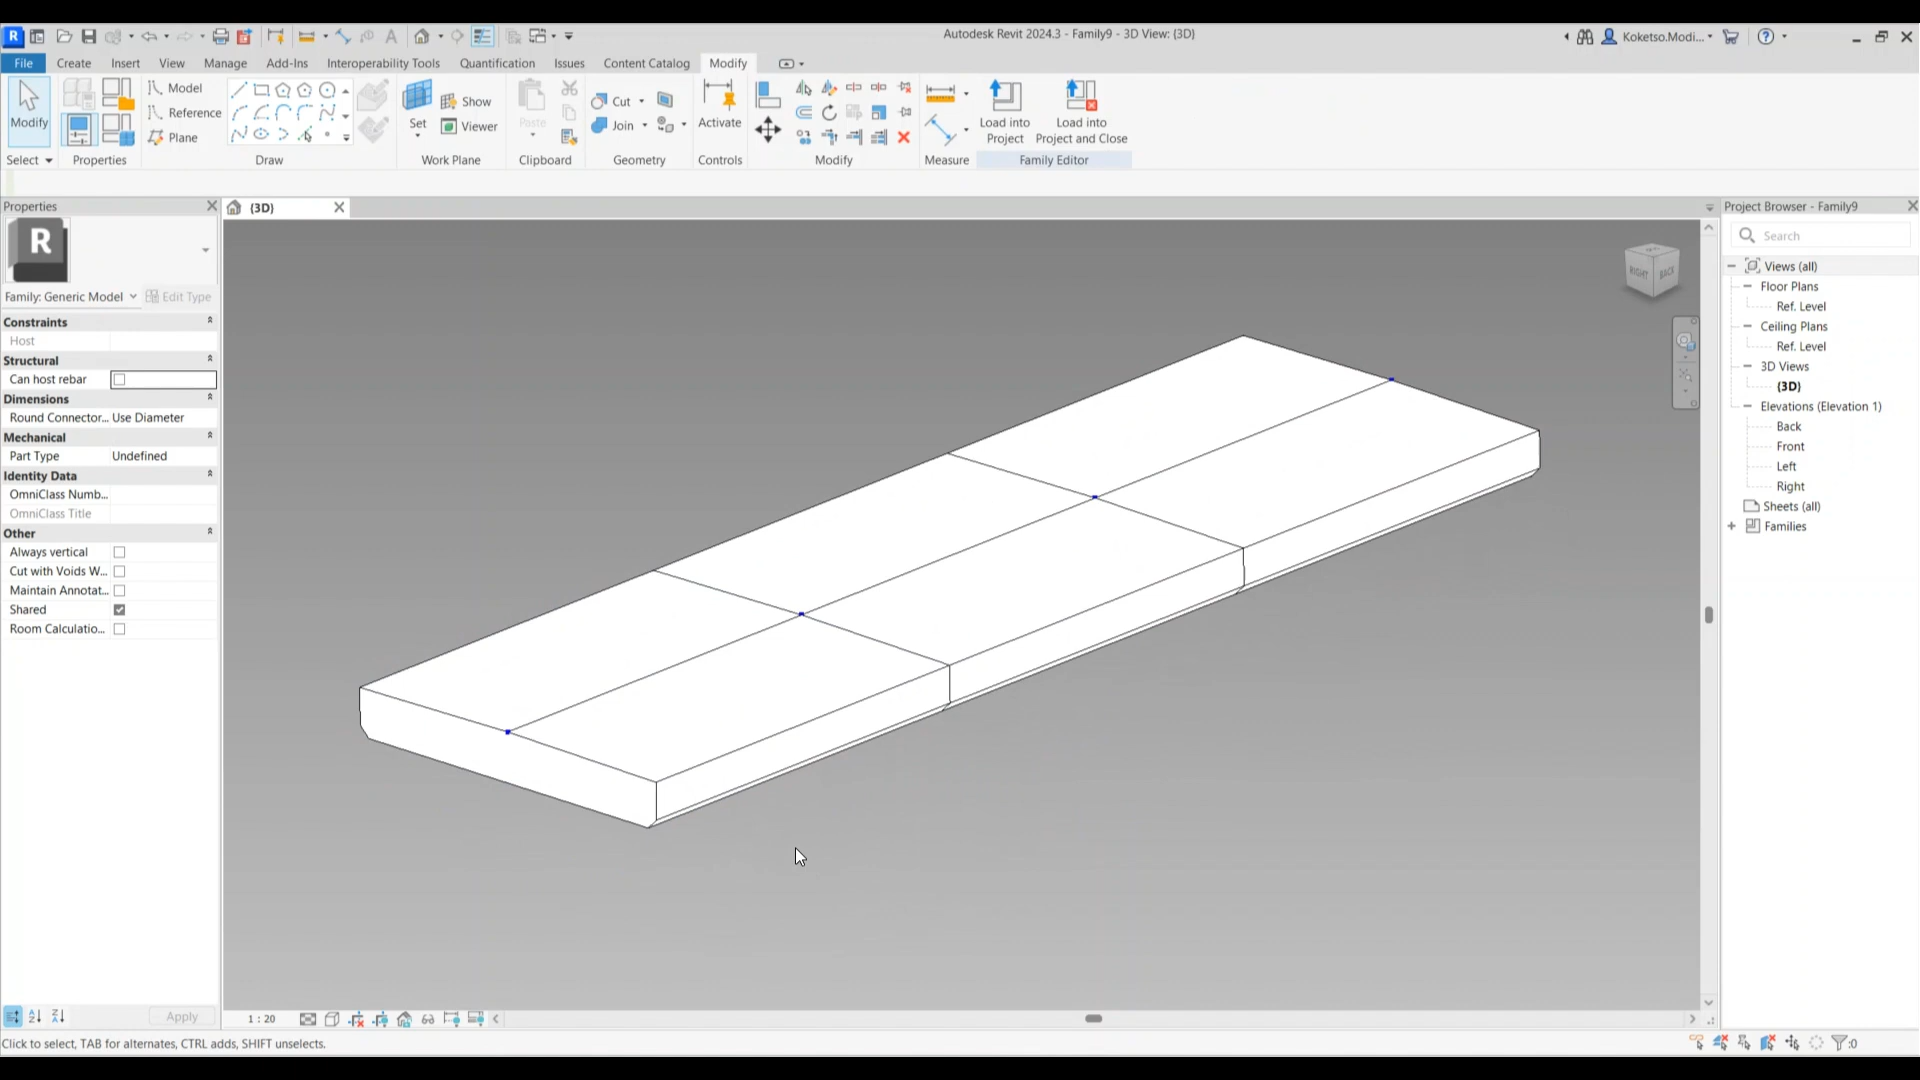 Autodesk Revit 2024.3 - Family9 - 3D View: {3D}
Koketso.Modi...
File Create Insert View Manage Add-Ins Interoperability Tools Quantification Issues Content Catalog Modify
Modify
Select
Properties
Model
Reference
Plane
Draw
Set
Show
Viewer
Work Plane
Paste
Clipboard
Cut
Join
Geometry
Activate
Controls
Modify
Measure
Load into
Project
Load into
Project and Close
Family Editor
Properties
R
Family: Generic Model Edit Type
Constraints
Host
Structural
Can host rebar
Dimensions
Round Connector... Use Diameter
Mechanical
Part Type Undefined
Identity Data
OmniClass Numb...
OmniClass Title
Other
Always vertical
Cut with Voids W...
Maintain Annotat...
Shared
Room Calculatio...
Apply
{3D}
RIGHT BACK
1 : 20
Project Browser - Family9
Search
Views (all)
Floor Plans
Ref. Level
Ceiling Plans
Ref. Level
3D Views
{3D}
Elevations (Elevation 1)
Back
Front
Left
Right
Sheets (all)
Families
Click to select, TAB for alternates, CTRL adds, SHIFT unselects.
:0